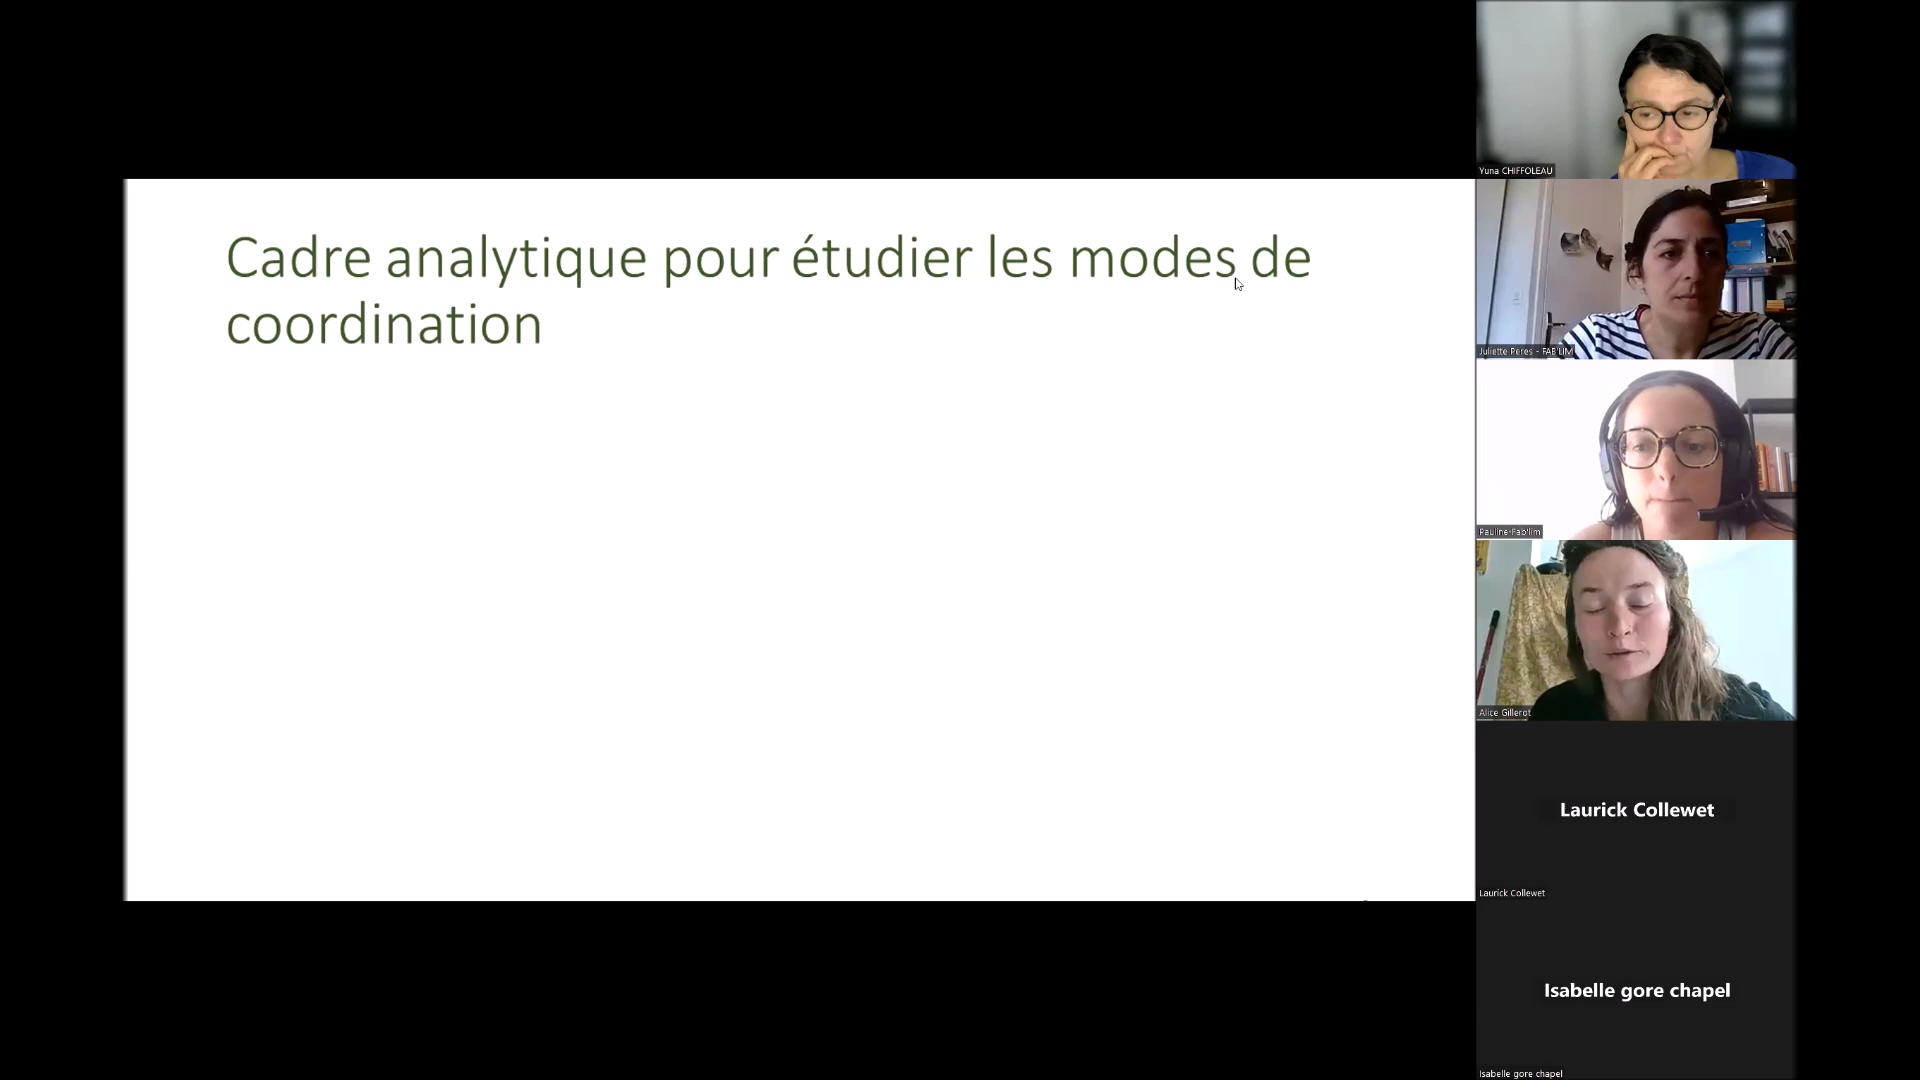 Cadre analytique pour étudier les modes de
coordination
Yuna CHIFFOLEAU
Juliette Peres - FAB'LIM
Pauline-Fab'lim
Alice Gillerot
Laurick Collewet
Laurick Collewet
Isabelle gore chapel
Isabelle gore chapel